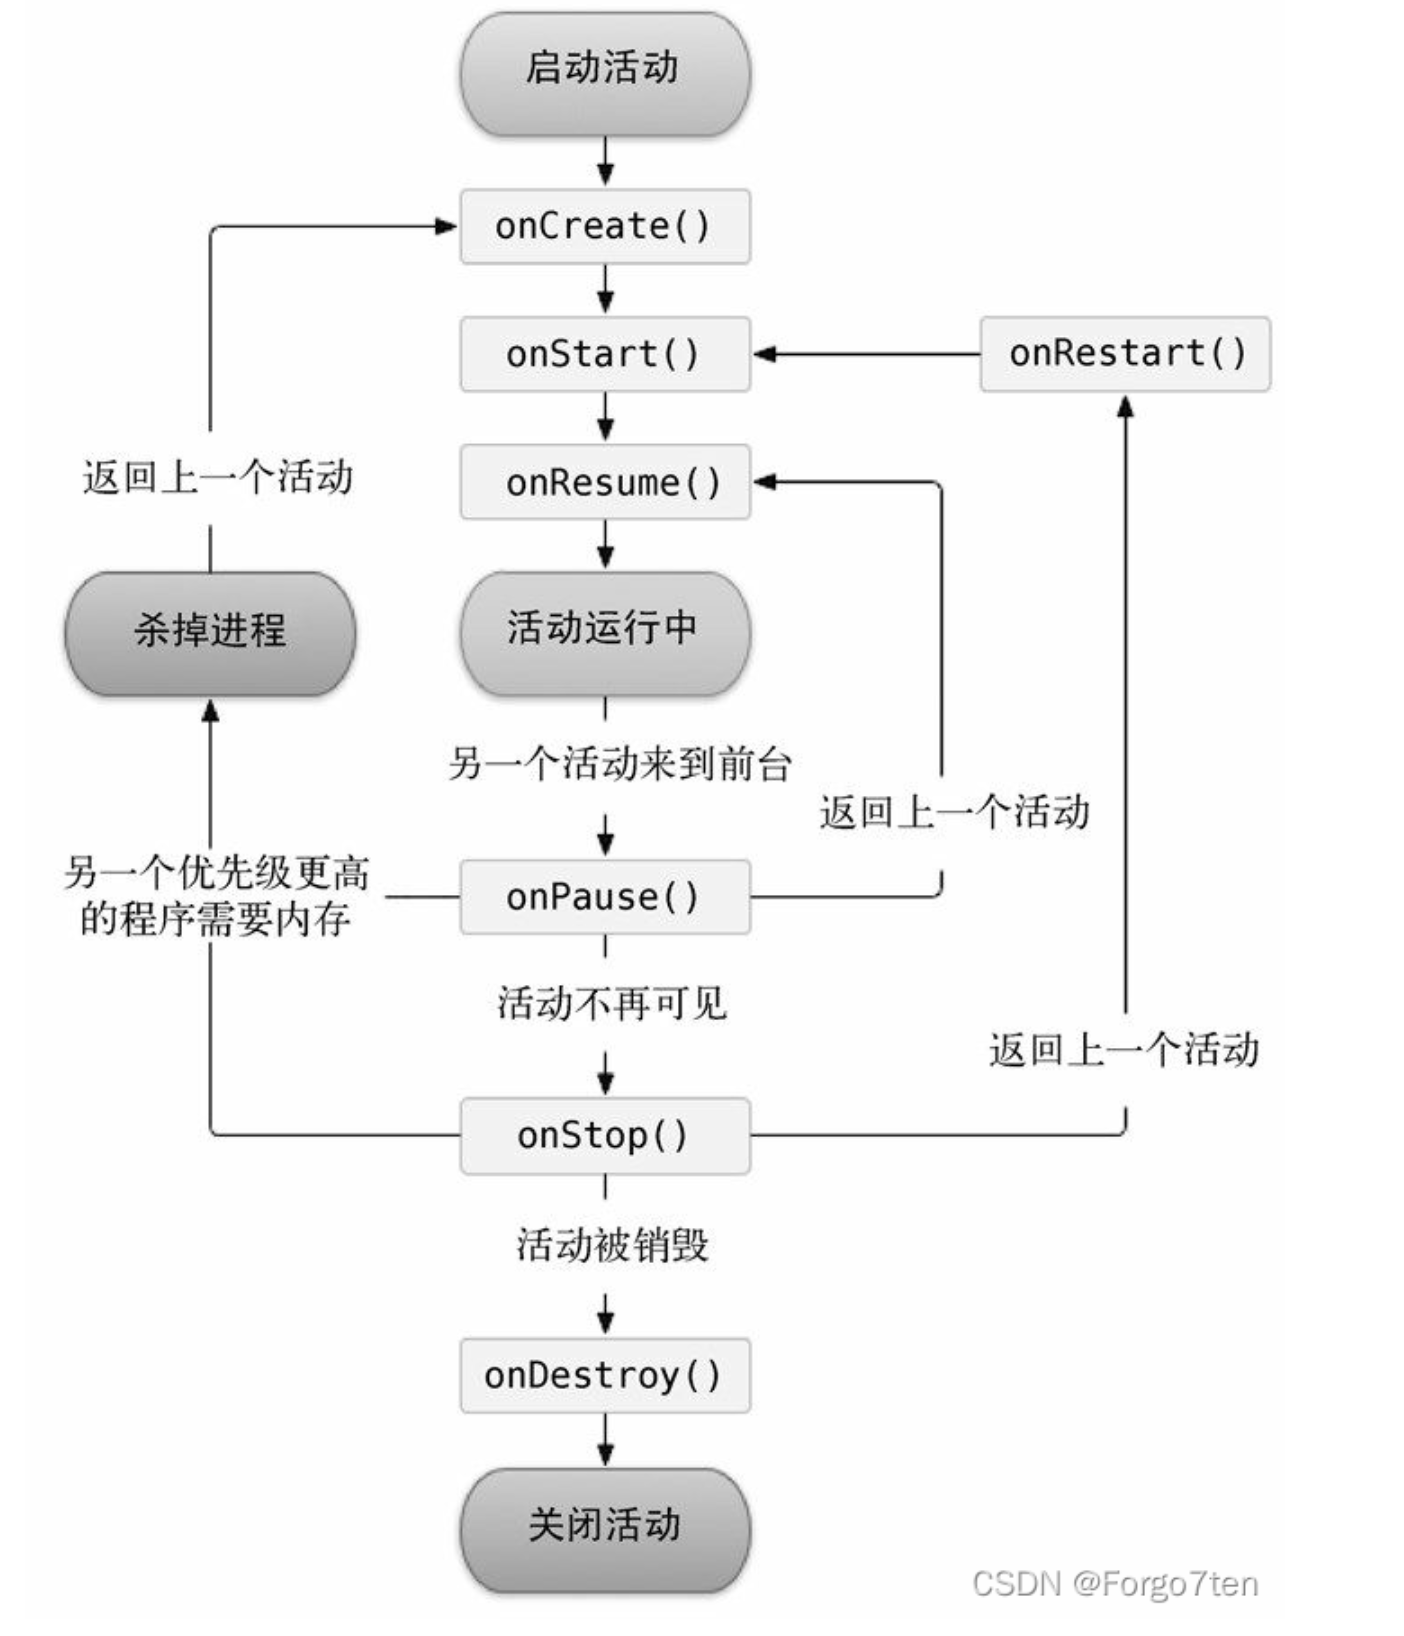 启动活动
onCreate()
onStart()
onRestart()
onResume()
返回上一个活动
杀掉进程
活动运行中
另一个活动来到前台
返回上一个活动
另一个优先级更高
的程序需要内存
onPause()
活动不再可见
返回上一个活动
onStop()
活动被销毁
onDestroy()
关闭活动
CSDN @Forgo7ten